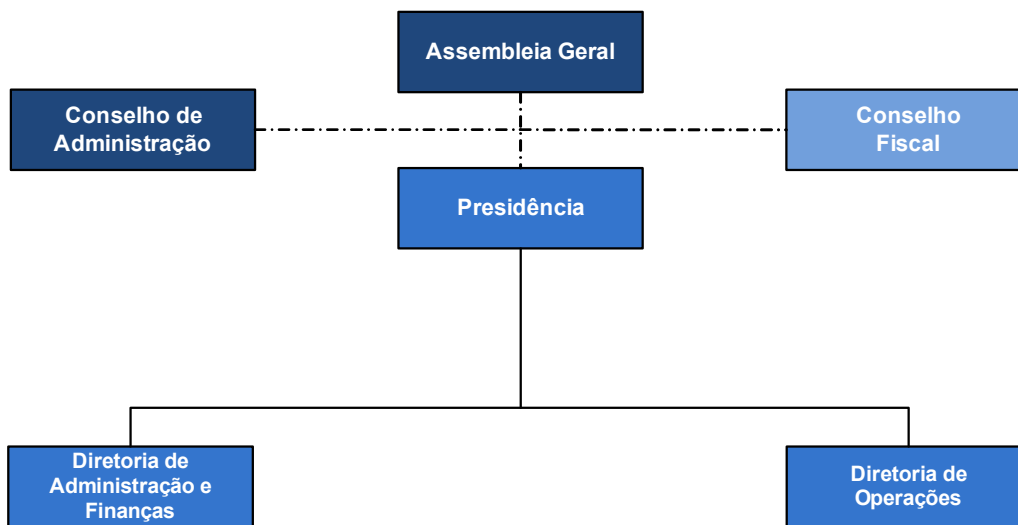 Assembleia Geral
Conselho de
Administração
Conselho
Fiscal
Presidência
Diretoria de
Administração e
Finanças
Diretoria de
Operações